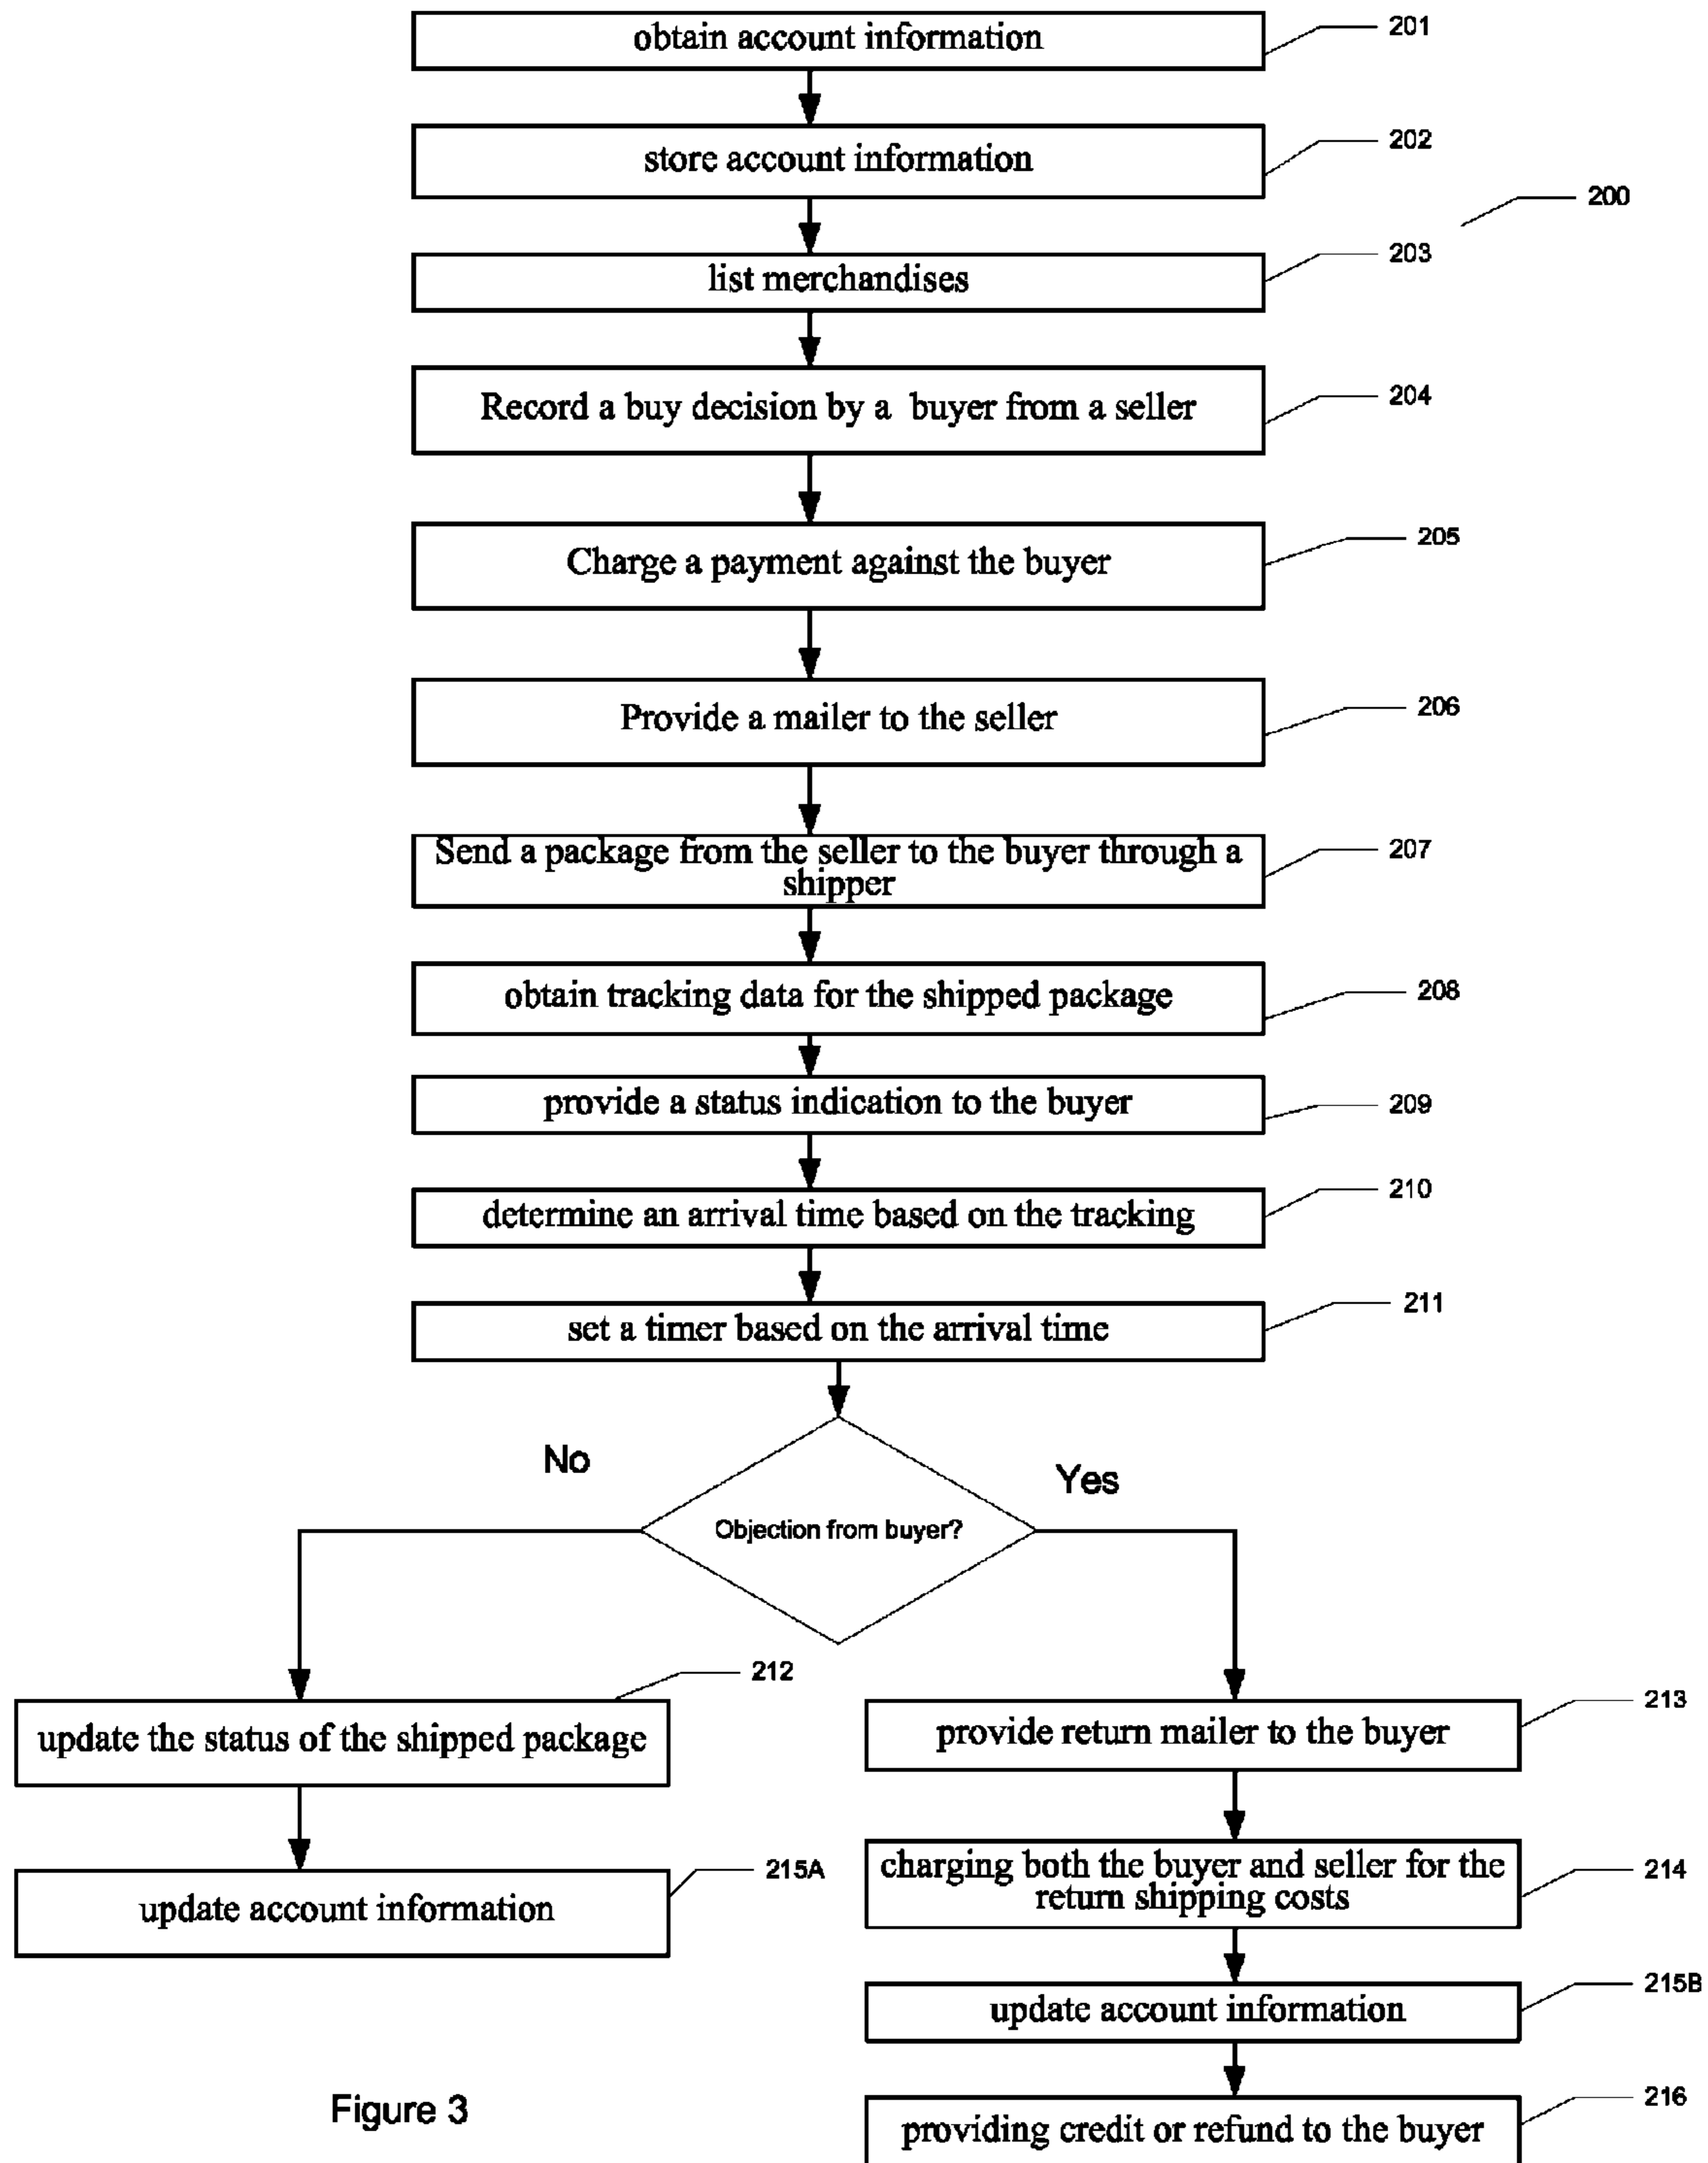 obtain account information
201
store account information
202
200
list merchandises
203
Record a buy decision by a buyer from a seller
204
Charge a payment against the buyer
205
Provide a mailer to the seller
206
Send a package from the seller to the buyer through a
shipper
207
obtain tracking data for the shipped package
208
provide a status indication to the buyer
209
determine an arrival time based on the tracking
210
set a timer based on the arrival time
211
No
Yes
Objection from buyer?
212
update the status of the shipped package
215A
update account information
213
provide return mailer to the buyer
charging both the buyer and seller for the
return shipping costs
214
215B
update account information
216
providing credit or refund to the buyer
Figure 3